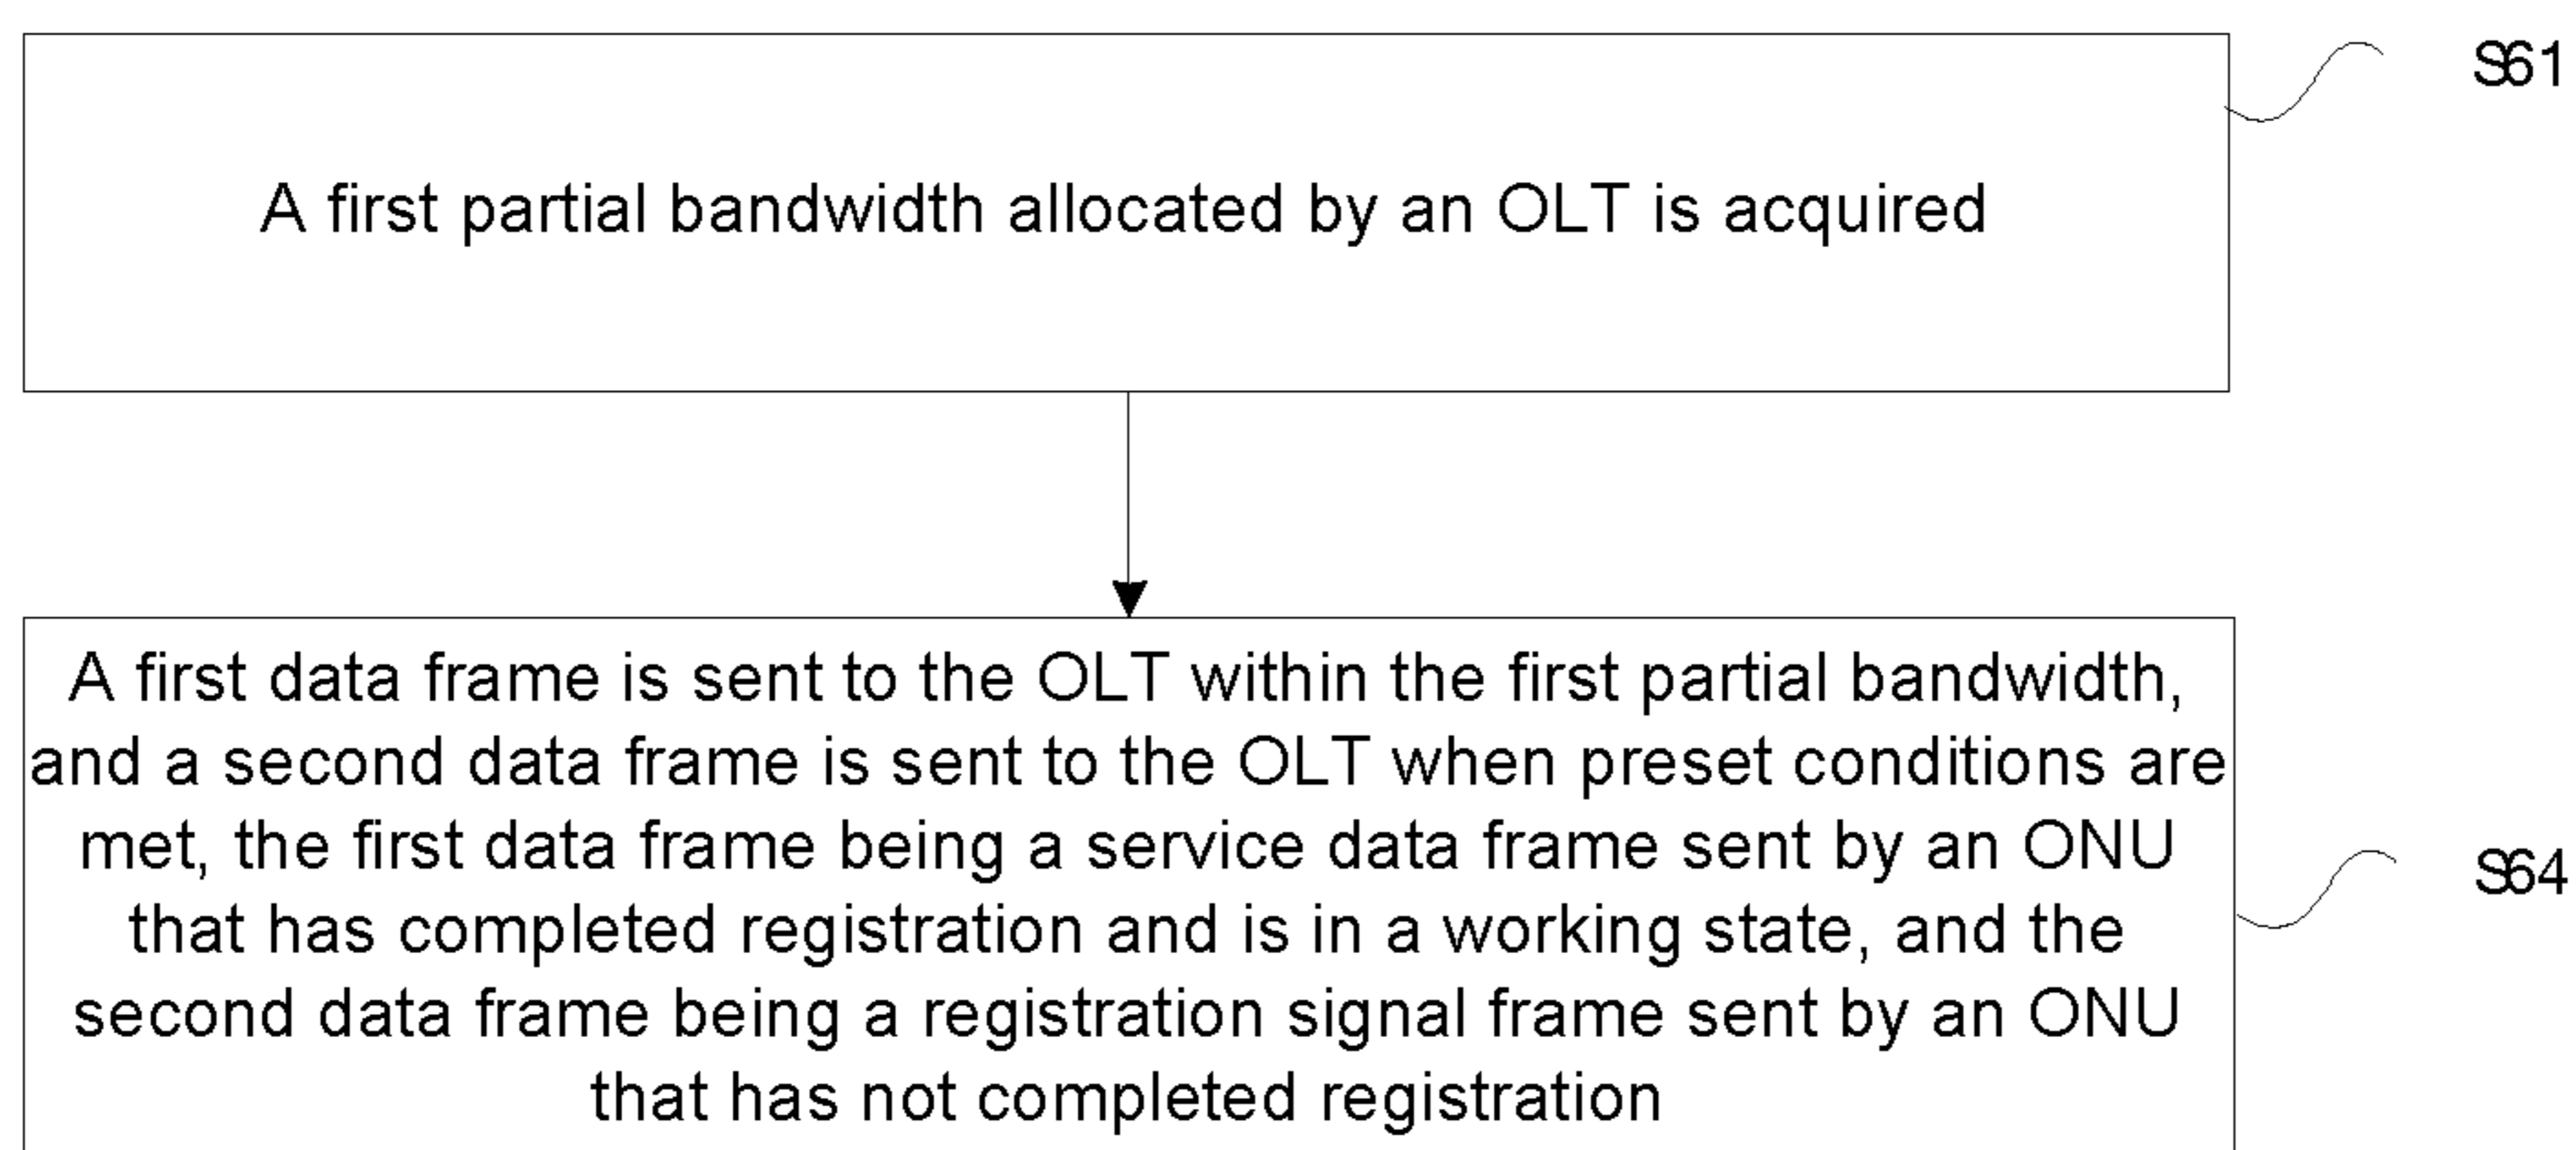 S61
A first partial bandwidth allocated by an OLT is acquired
A first data frame is sent to the OLT within the first partial bandwidth,
and a second data frame is sent to the OLT when preset conditions are
met, the first data frame being a service data frame sent by an ONU
that has completed registration and is in a working state, and the
second data frame being a registration signal frame sent by an ONU
that has not completed registration
S64